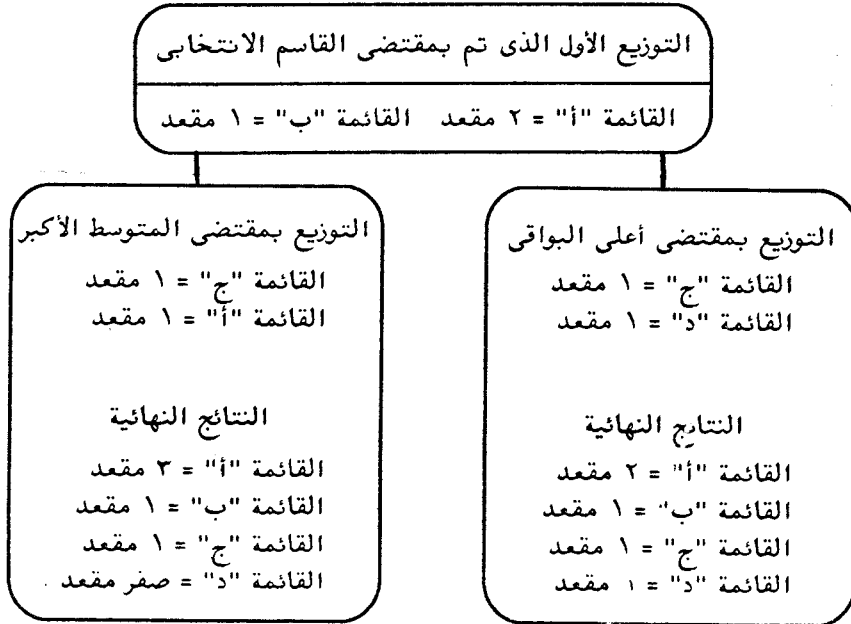 التوزيع الأول الذى تم بمقتضى القاسم الانتخابى
القائمة "أ" = ٢ مقعد القائمة "ب" = ١ مقعد
التوزيع بمقتضى أعلى البواقى
القائمة "ج" = ١ مقعد
القائمة "د" = ١ مقعد
النتايج النهائية
القائمة "أ" = ٢ مقعد
القائمة "ب" = ١ مقعد
القائمة "ج" = ١ مقعد
القائمة "د" = ١ مقعد
التوزيع بمقتضى المتوسط الأكبر
القائمة "ج" = ١ مقعد
القائمة "أ" = ١ مقعد
النتائج النهائية
القائمة "أ" = ٣ مقعد
القائمة "ب" = ١ مقعد
القائمة "ج" = ١ مقعد
القائمة "د" = صفر مقعد